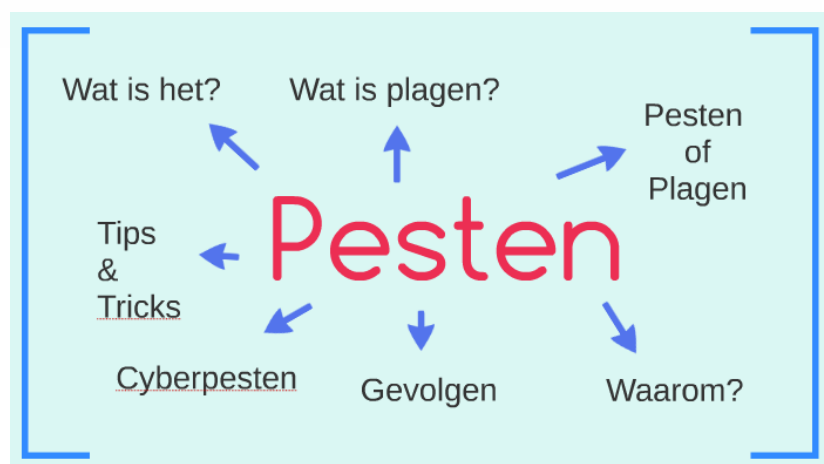 Wat is het?
Wat is plagen?
Pesten
of
Plagen
Pesten
Tips
&
Tricks
Cyberpesten
Gevolgen
Waarom?